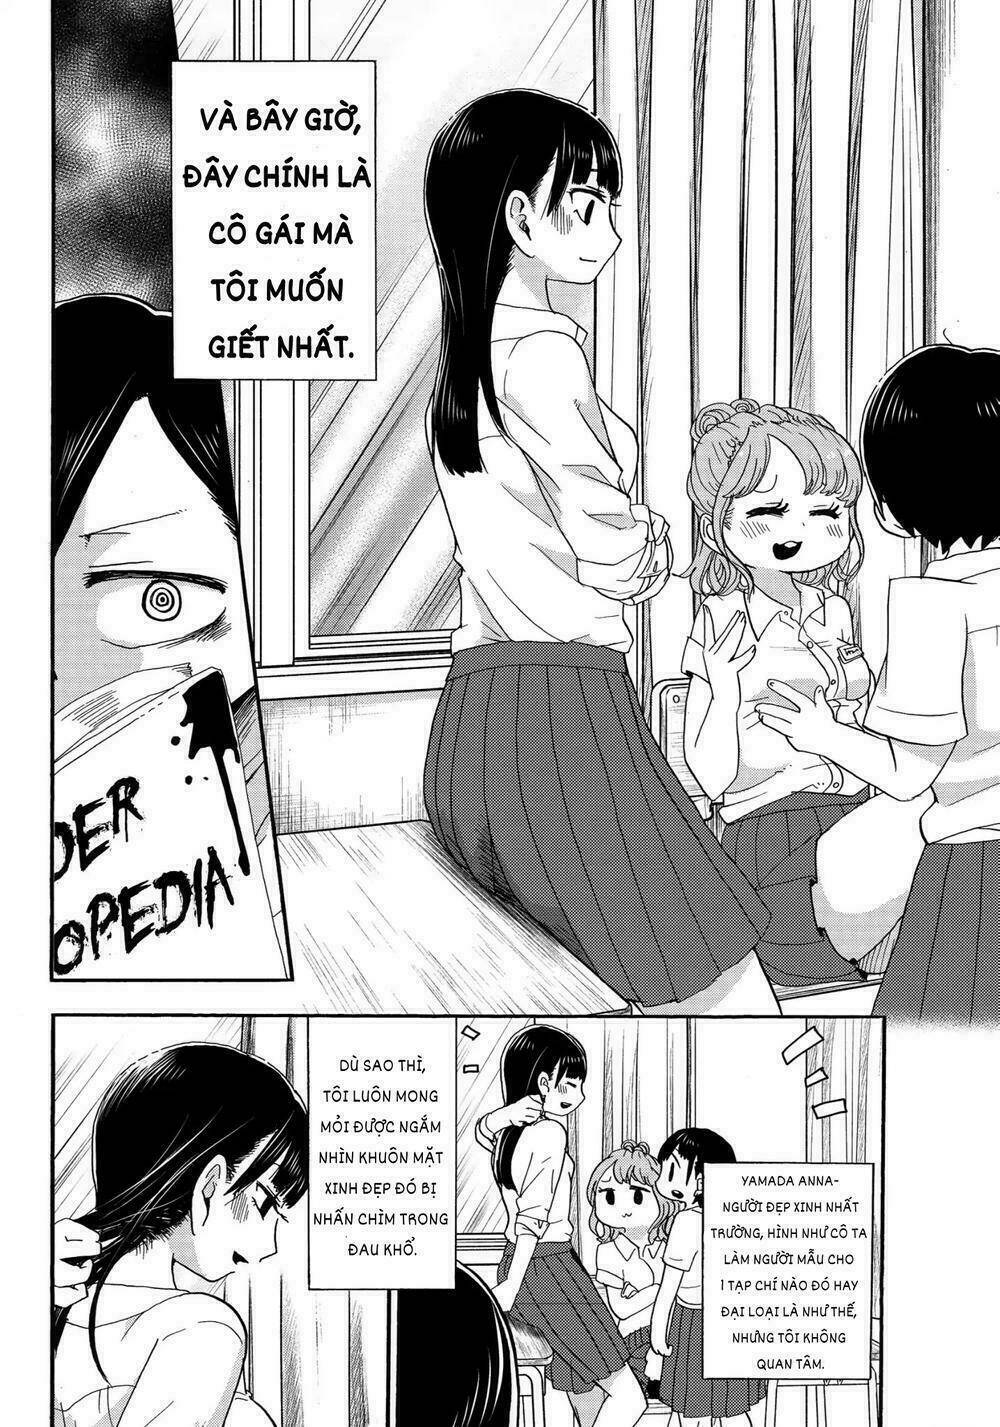 VÀ BÂY GIỜ,
ĐÂY CHÍNH LÀ
CÔ GÁI MÀ
TÔI MUỐN
GIẾT NHẤT.
DER
OPEDIA
DÙ SAO THÌ,
TÔI LUÔN MONG
MỎI ĐƯỢC NGẮM
NHÌN KHUÔN MẶT
XINH ĐẸP ĐÓ BỊ
NHẤN CHÌM TRONG
ĐAU KHỔ.
YAMADA ANNA-
NGƯỜI ĐẸP XINH NHẤT
TRƯỜNG, HÌNH NHƯ CÔ TA
LÀM NGƯỜI MẪU CHO
1 TẠP CHÍ NÀO ĐÓ HAY
ĐẠI LOẠI LÀ NHƯ THẾ,
NHƯNG TÔI KHÔNG
QUAN TÂM.